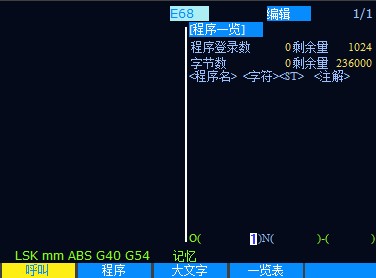 E68 编辑 1/1
[程序一览]
程序登录数 0 剩余量 1024
字节数 0 剩余量 236000
<程序名> <字符><ST> <注解>
O( 1)N( )-( )
LSK mm ABS G40 G54 记忆
呼叫 程序 大文字 一览表